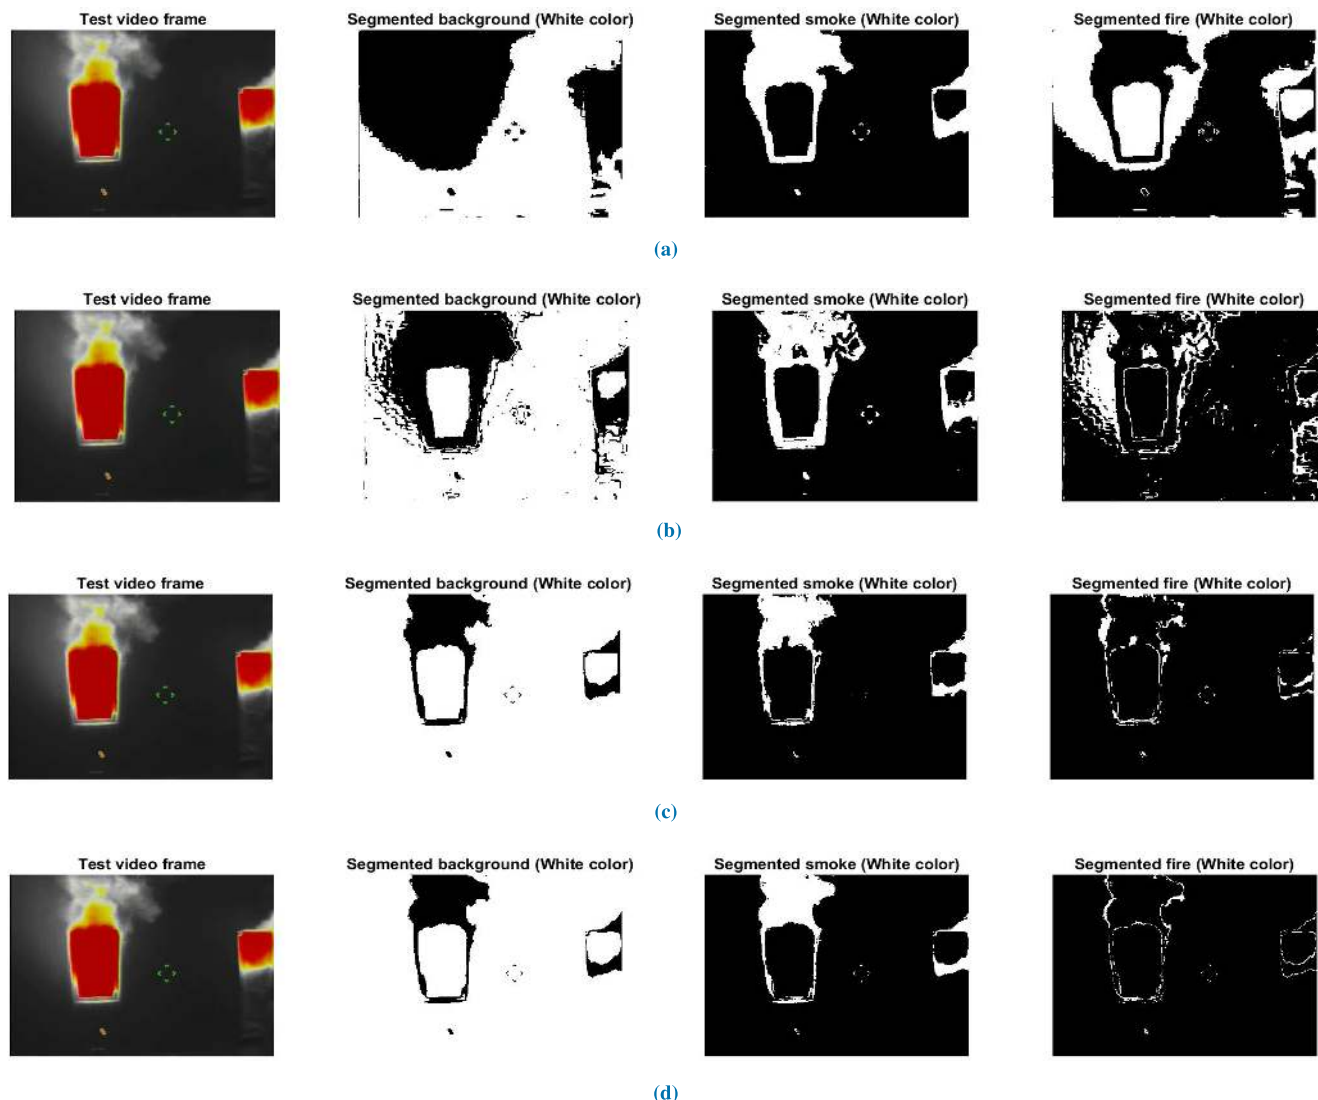 Test video frame
Segmented background (White color)
Segmented smoke (White color)
Segmented fire (White color)
(a)
Test video frame
Segmented background (White color)
Segmented smoke (White color)
Segmented fire (White color)
(b)
Test video frame
Segmented background (White color)
Segmented smoke (White color)
Segmented fire (White color)
(c)
Test video frame
Segmented background (White color)
Segmented smoke (White color)
Segmented fire (White color)
(d)